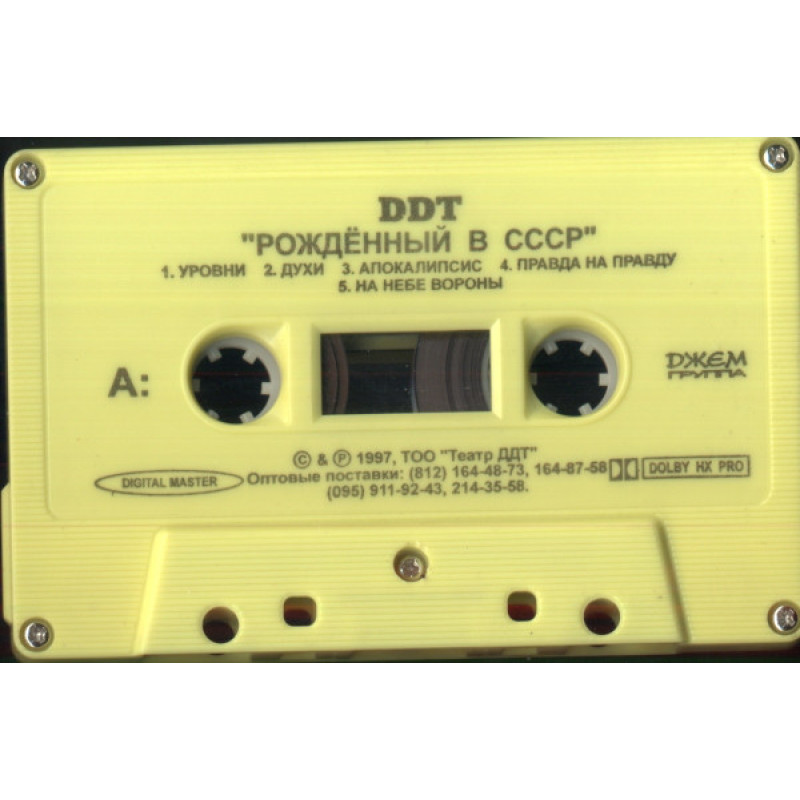 DDT
"РОЖДЁННЫЙ В СССР"
1. УРОВНИ 2. ДУХИ 3. АПОКАЛИПСИС 4. ПРАВДА НА ПРАВДУ
5. НА НЕБЕ ВОРОНЫ
A:
ДЖЕМ
ГРУППА
© & ℗ 1997, ТОО "Театр ДДТ"
DIGITAL MASTER
Оптовые поставки: (812) 164-48-73, 164-87-58
DOLBY HX PRO
(095) 911-92-43, 214-35-58.